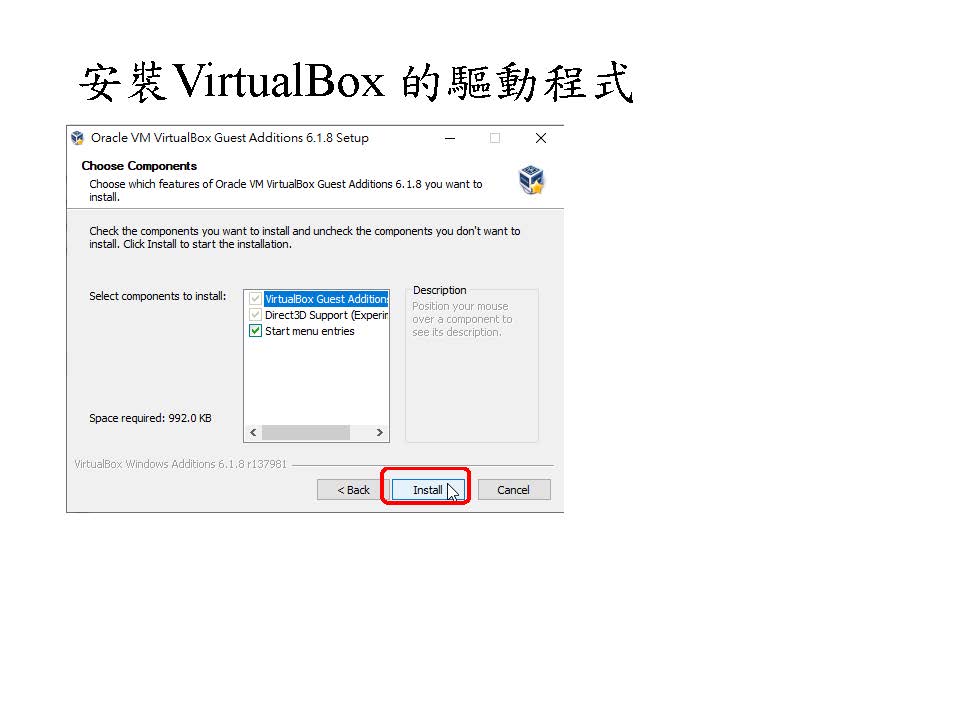 安裝VirtualBox 的驅動程式
Oracle VM VirtualBox Guest Additions 6.1.8 Setup
Choose Components
Choose which features of Oracle VM VirtualBox Guest Additions 6.1.8 you want to
install.
Check the components you want to install and uncheck the components you don't want to
install. Click Install to start the installation.
Select components to install:
VirtualBox Guest Additions
Direct3D Support (Experim
Start menu entries
Description
Position your mouse
over a component to
see its description.
Space required: 992.0 KB
VirtualBox Windows Additions 6.1.8 r137981
< Back
Install
Cancel